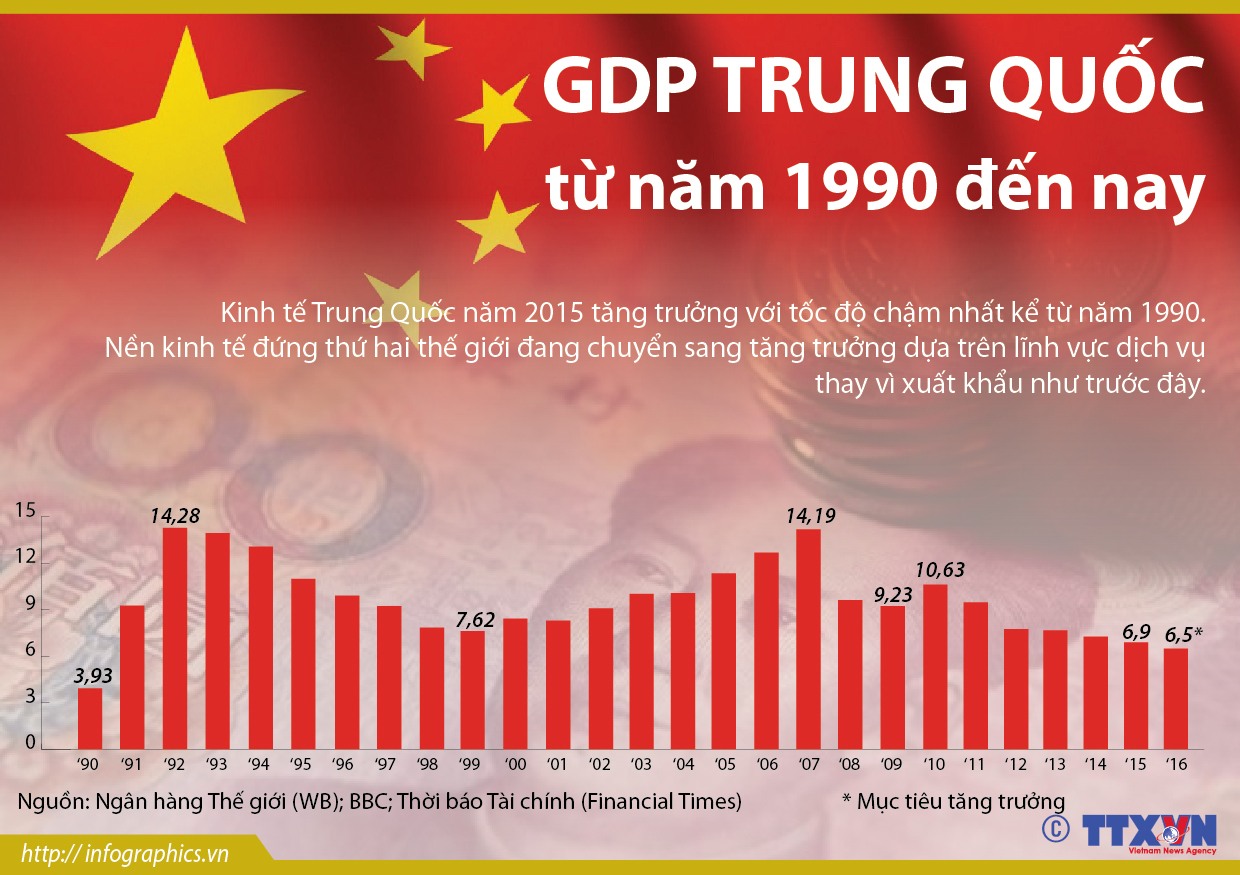 GDP TRUNG QUỐC
từ năm 1990 đến nay
Kinh tế Trung Quốc năm 2015 tăng trưởng với tốc độ chậm nhất kể từ năm 1990.
Nền kinh tế đứng thứ hai thế giới đang chuyển sang tăng trưởng dựa trên lĩnh vực dịch vụ
thay vì xuất khẩu như trước đây.
15
12
9
6
3
0
3,93
14,28
7,62
14,19
9,23
10,63
6,9
6,5*
‘90 ‘91 ‘92 ‘93 ‘94 ‘95 ‘96 ‘97 ‘98 ‘99 ‘00 ‘01 ‘02 ‘03 ‘04 ‘05 ‘06 ‘07 ‘08 ‘09 ‘10 ‘11 ‘12 ‘13 ‘14 ‘15 ‘16
Nguồn: Ngân hàng Thế giới (WB); BBC; Thời báo Tài chính (Financial Times)
* Mục tiêu tăng trưởng
© TTXVN
Vietnam News Agency
http:// infographics.vn